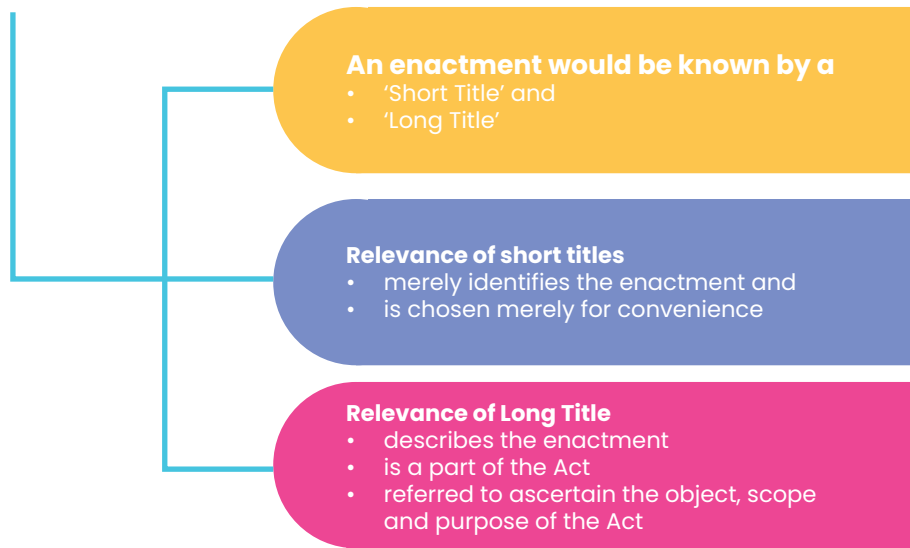 An enactment would be known by a
• ‘Short Title’ and
• ‘Long Title’
Relevance of short titles
• merely identifies the enactment and
• is chosen merely for convenience
Relevance of Long Title
• describes the enactment
• is a part of the Act
• referred to ascertain the object, scope
and purpose of the Act